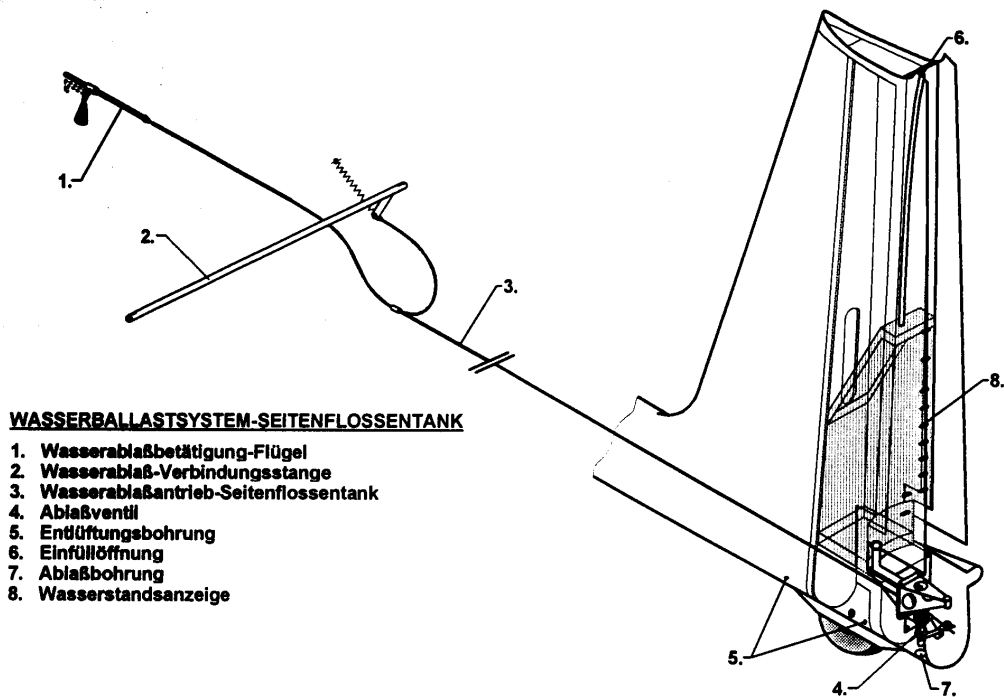 6.
1.
2.
3.
8.
WASSERBALLASTSYSTEM-SEITENFLOSSENTANK
1. Wasserablaßbetätigung-Flügel
2. Wasserablaß-Verbindungsstange
3. Wasserablaßantrieb-Seitenflossentank
4. Ablaßventil
5. Entlüftungsbohrung
6. Einfüllöffnung
7. Ablaßbohrung
8. Wasserstandsanzeige
5.
4.
7.